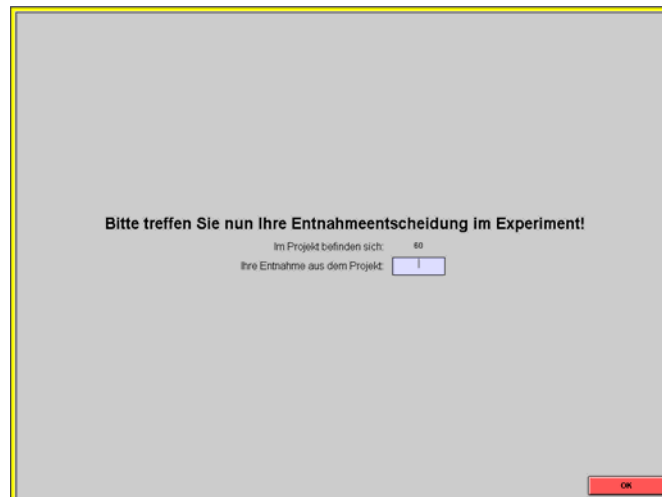 Bitte treffen Sie nun Ihre Entnahmeentscheidung im Experiment!
Im Projekt befinden sich: 60
Ihre Entnahme aus dem Projekt:
OK